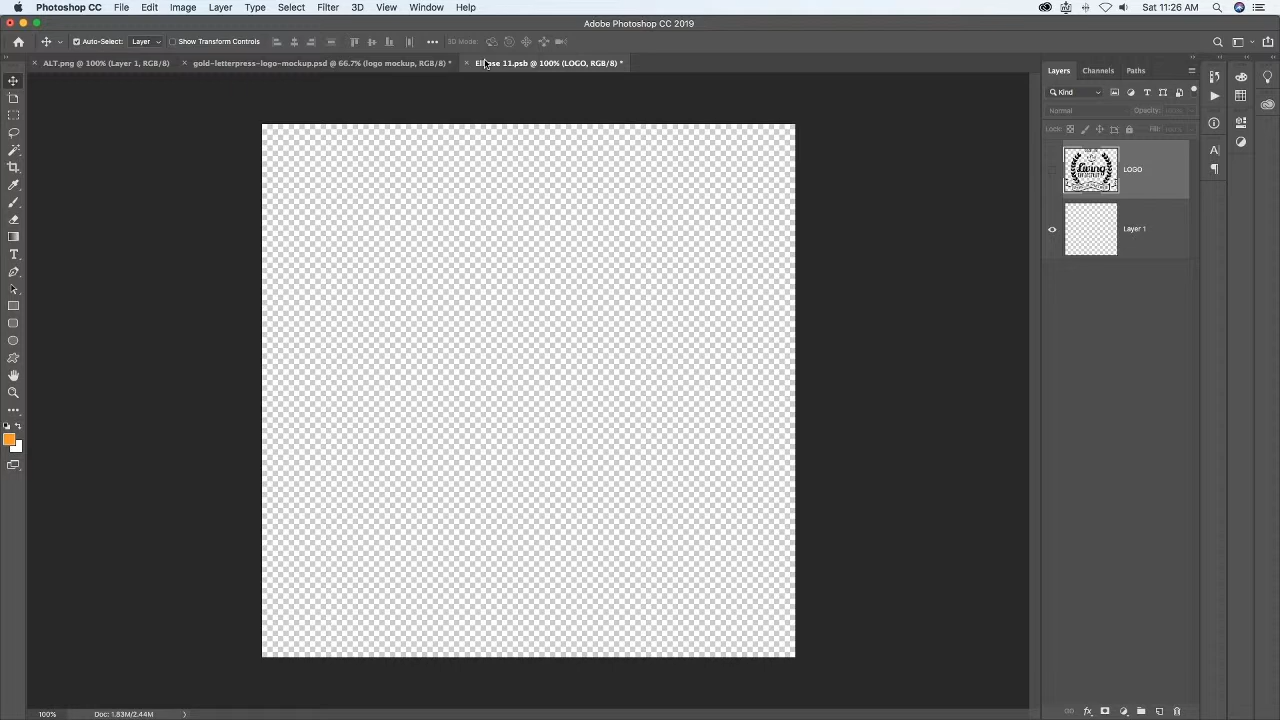 Photoshop CC File Edit Image Layer Type Select Filter 3D View Window Help Sat 11:26 AM
Adobe Photoshop CC 2019
Auto-Select: Layer Show Transform Controls 3D Mode:
ALT.png @ 100% (Layer 1, RGB/8) gold-letterpress-logo-mockup.psd @ 66.7% (logo mockup, RGB/8) * Ellipse 11.psb @ 100% (LOGO, RGB/8) *
Layers Channels Paths
Kind
Normal Opacity: 100%
Lock: Fill: 100%
Living
LOGO
Layer 1
100% Doc: 1.83M/2.44M